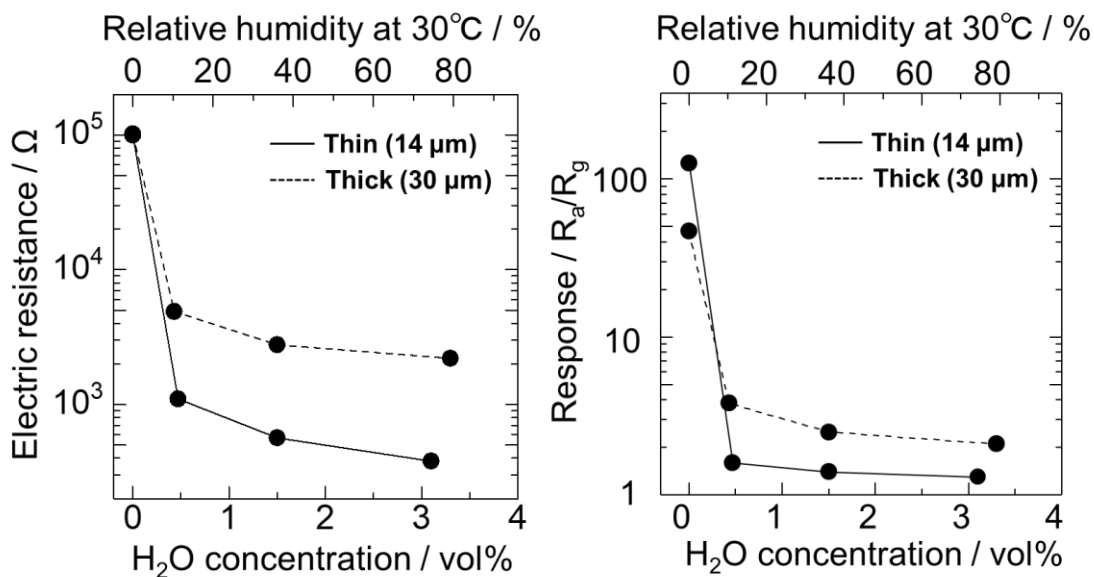 Relative humidity at 30℃ / %
0 20 40 60 80 100
Electric resistance / Ω
10⁵
10⁴
10³
Thin (14 μm)
Thick (30 μm)
0 1 2 3 4
H₂O concentration / vol%
Relative humidity at 30℃ / %
0 20 40 60 80 100
Response / Rₐ/R_g
100
10
1
Thin (14 μm)
Thick (30 μm)
0 1 2 3 4
H₂O concentration / vol%